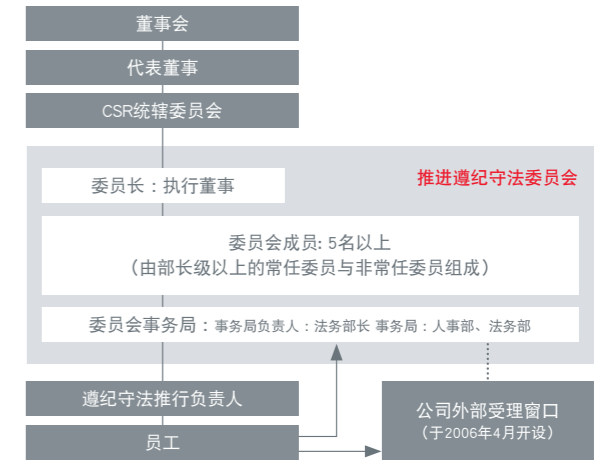 董事会
代表董事
CSR统辖委员会
推进遵纪守法委员会
委员长：执行董事
委员会成员: 5名以上
（由部长级以上的常任委员与非常任委员组成）
委员会事务局：事务局负责人：法务部长 事务局：人事部、法务部
遵纪守法推行负责人
员工
公司外部受理窗口
（于2006年4月开设）